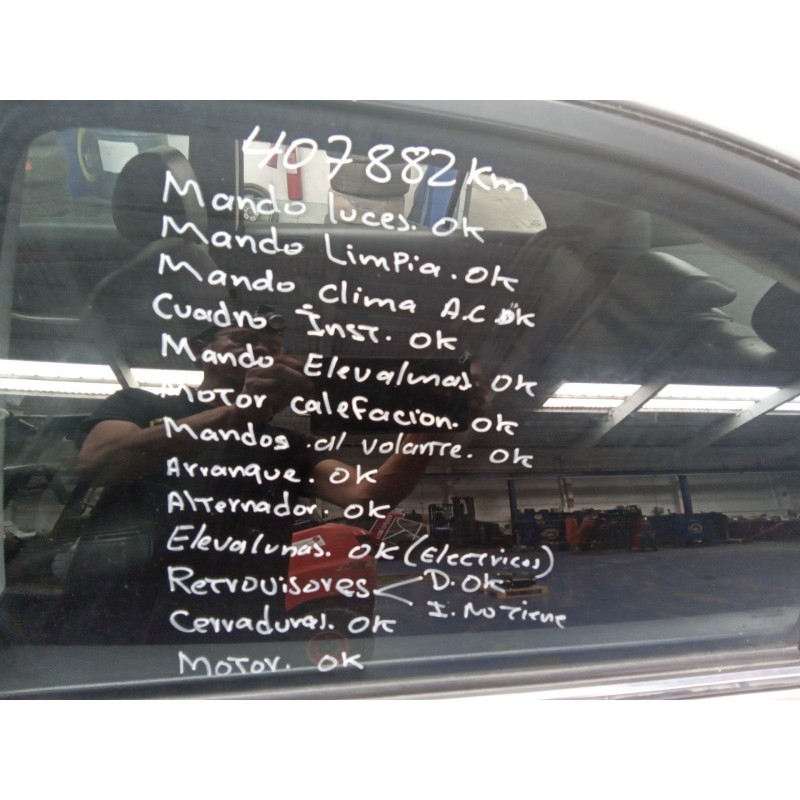 407882 Km
Mando luces. OK
Mando Limpia. OK
Mando clima A.C OK
Cuadro Inst. OK
Mando Elevalunas OK
Motor calefacion. OK
Mandos al volante. OK
Arranque. OK
Alternador. OK
Elevalunas. OK (Electricos)
Retrovisores D. OK
I. No Tiene
Cerraduras. OK
Motor. OK